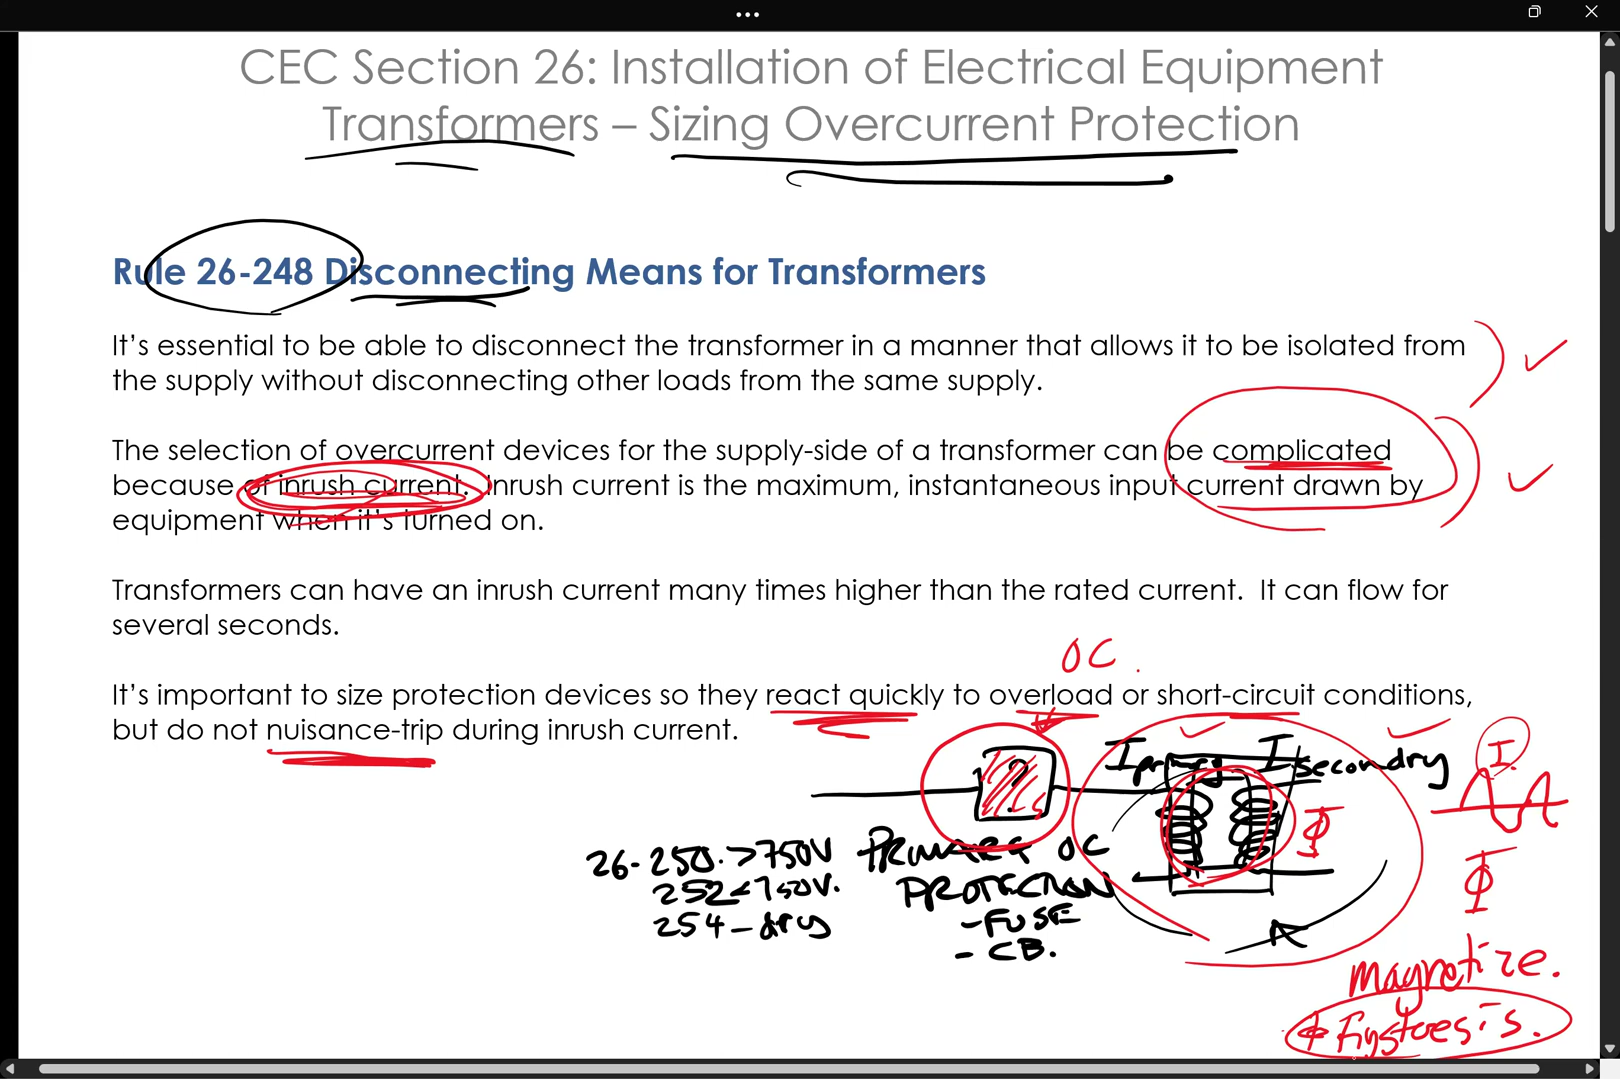 CEC Section 26: Installation of Electrical Equipment
Transformers – Sizing Overcurrent Protection
Rule 26-248 Disconnecting Means for Transformers
It’s essential to be able to disconnect the transformer in a manner that allows it to be isolated from
the supply without disconnecting other loads from the same supply.
The selection of overcurrent devices for the supply-side of a transformer can be complicated
because of inrush current. Inrush current is the maximum, instantaneous input current drawn by
equipment when it’s turned on.
Transformers can have an inrush current many times higher than the rated current. It can flow for
several seconds.
OC
It’s important to size protection devices so they react quickly to overload or short-circuit conditions,
but do not nuisance-trip during inrush current.
?
I primary I secondary
I
Φ
26-250 >750V
252 <750V.
254 - dry
PRIMARY OC
PROTECTION
- FUSE
- CB.
Φ
magnetize.